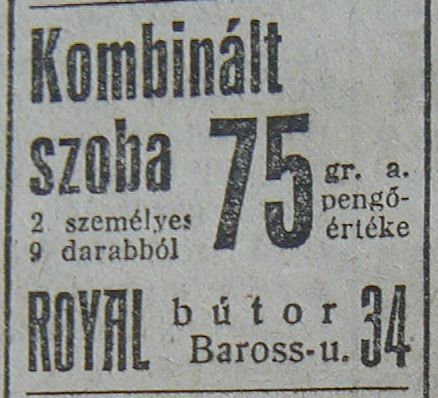 Kombinált
szoba 75 gr. a. pengő-
2 személyes értéke
9 darabból
ROYAL bútor 34
Baross-u.